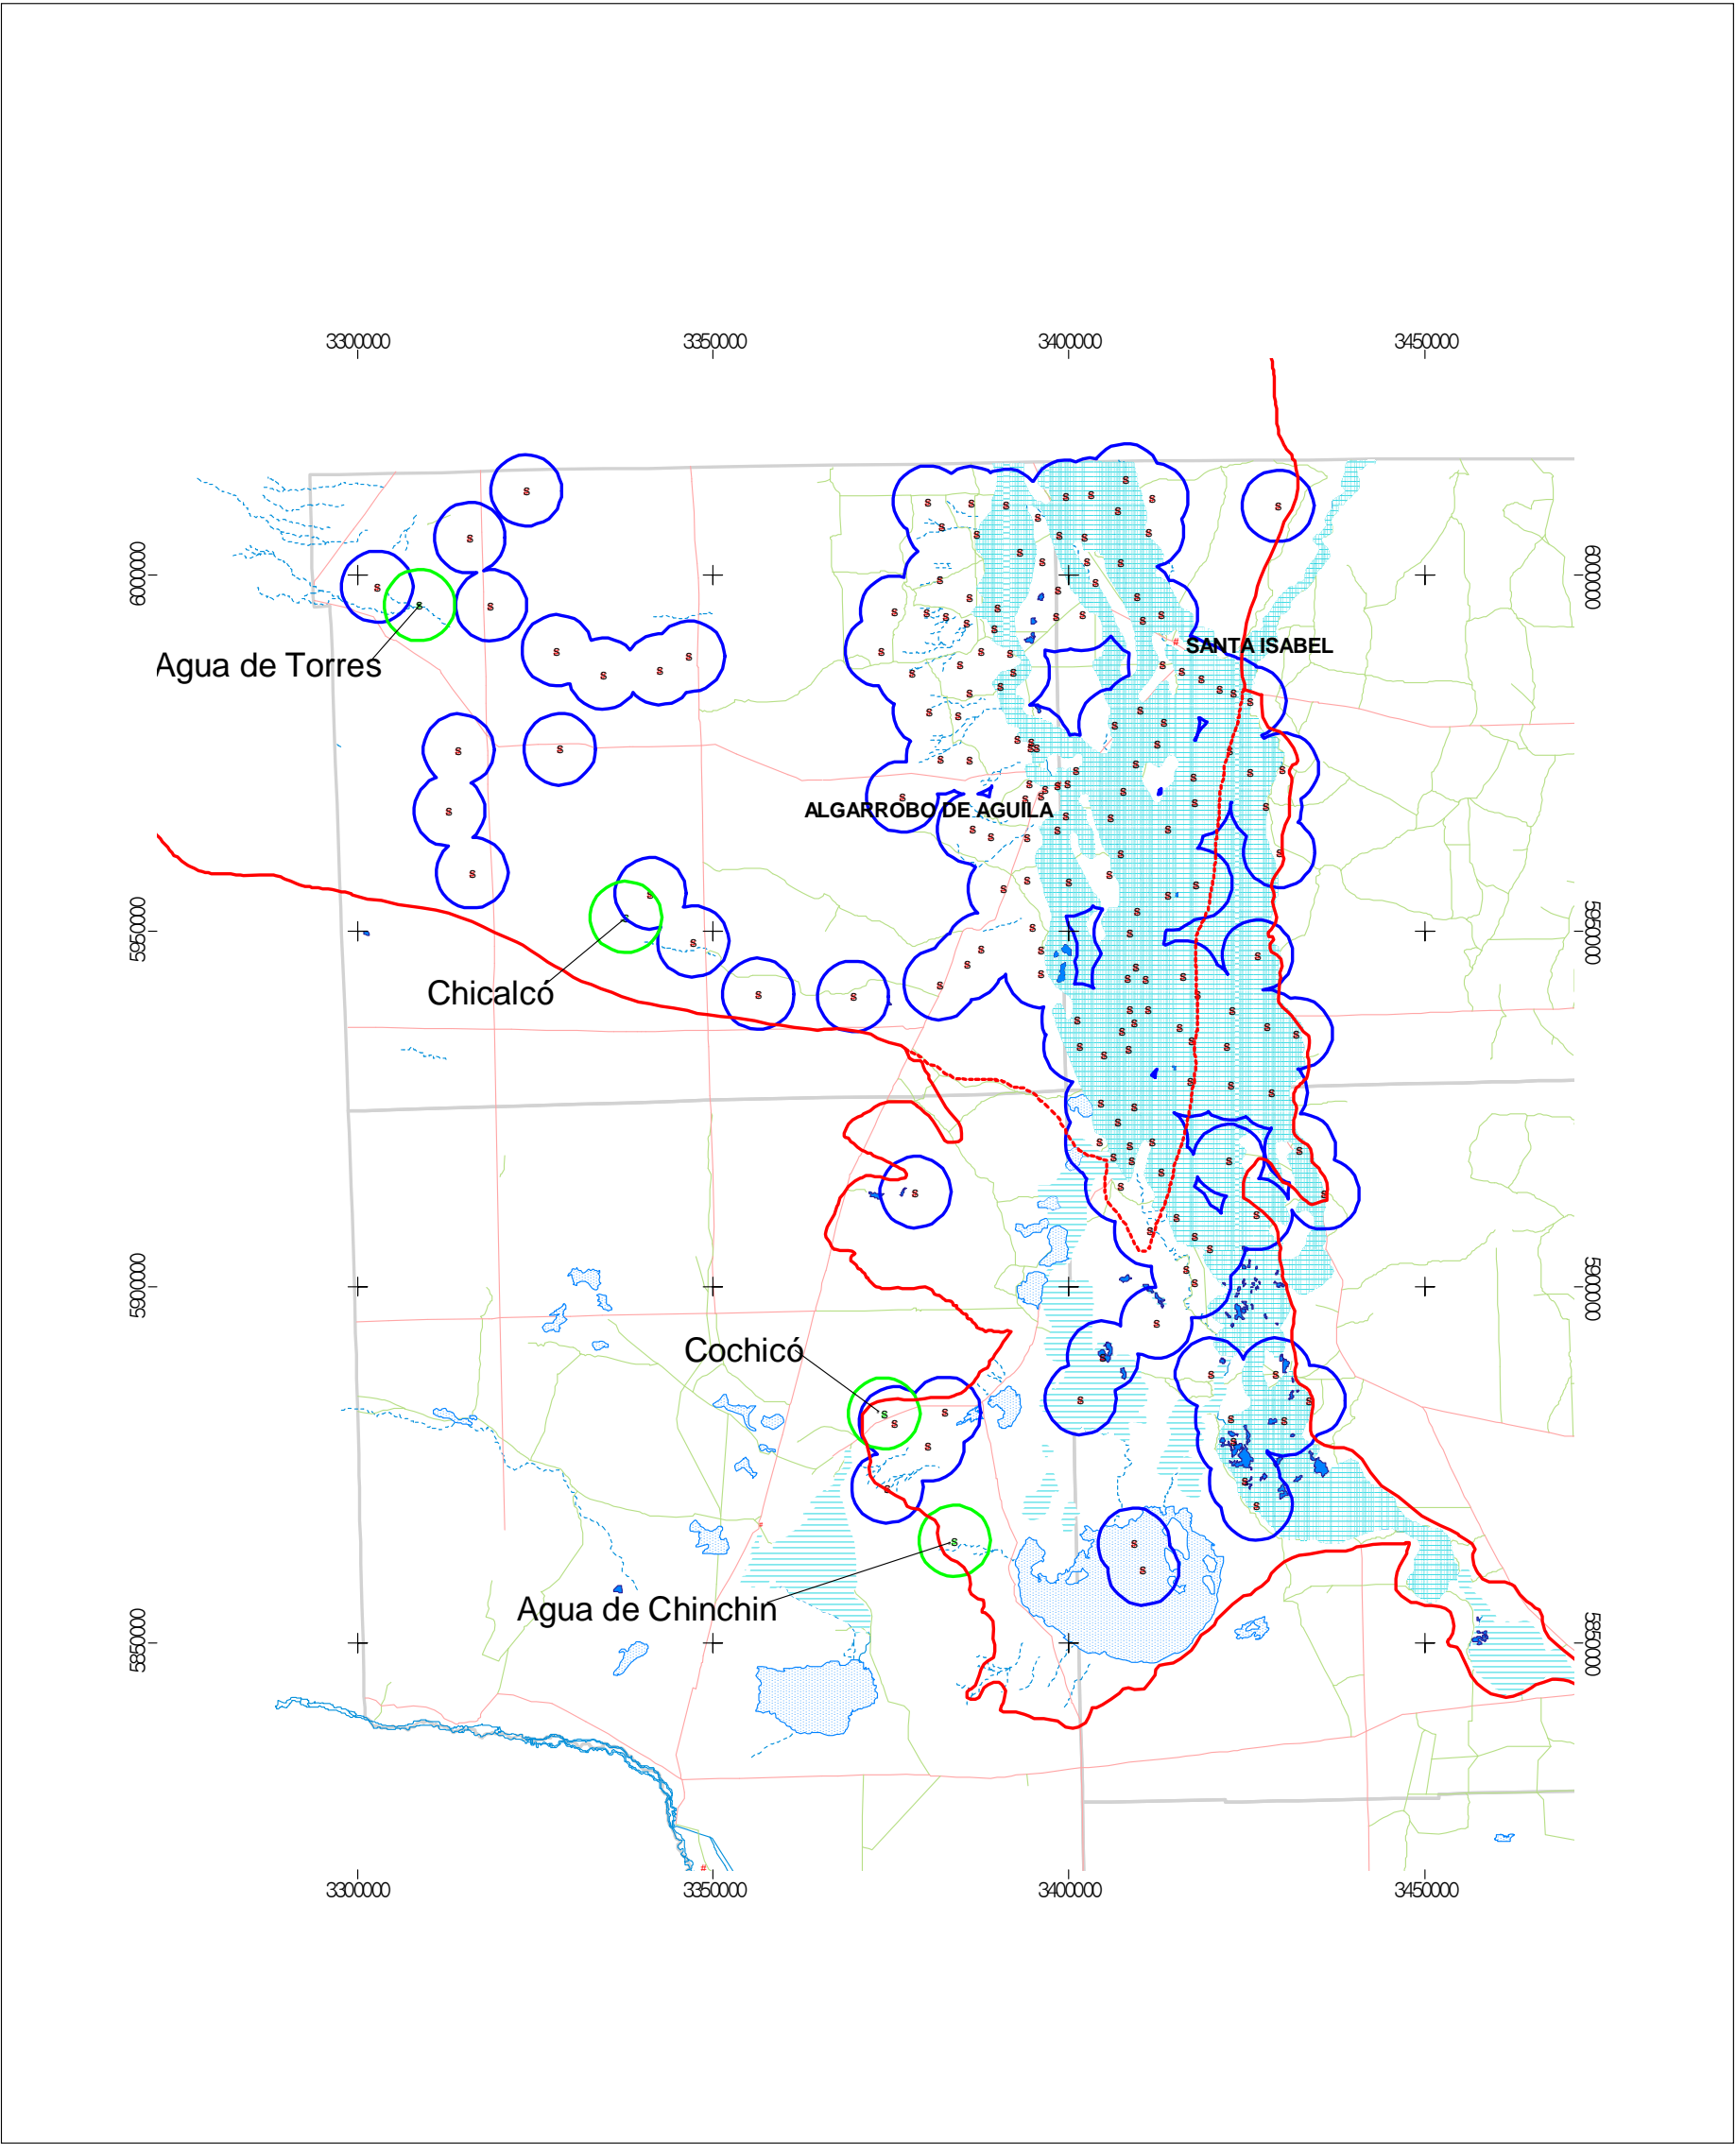 3300000 3350000 3400000 3450000
6000000 6000000
SANTA ISABEL
Agua de Torres
ALGARROBO DE AGUILA
5950000 5950000
Chicalcó
5900000 5900000
Cochicó
Agua de Chinchin
5850000 5850000
3300000 3350000 3400000 3450000